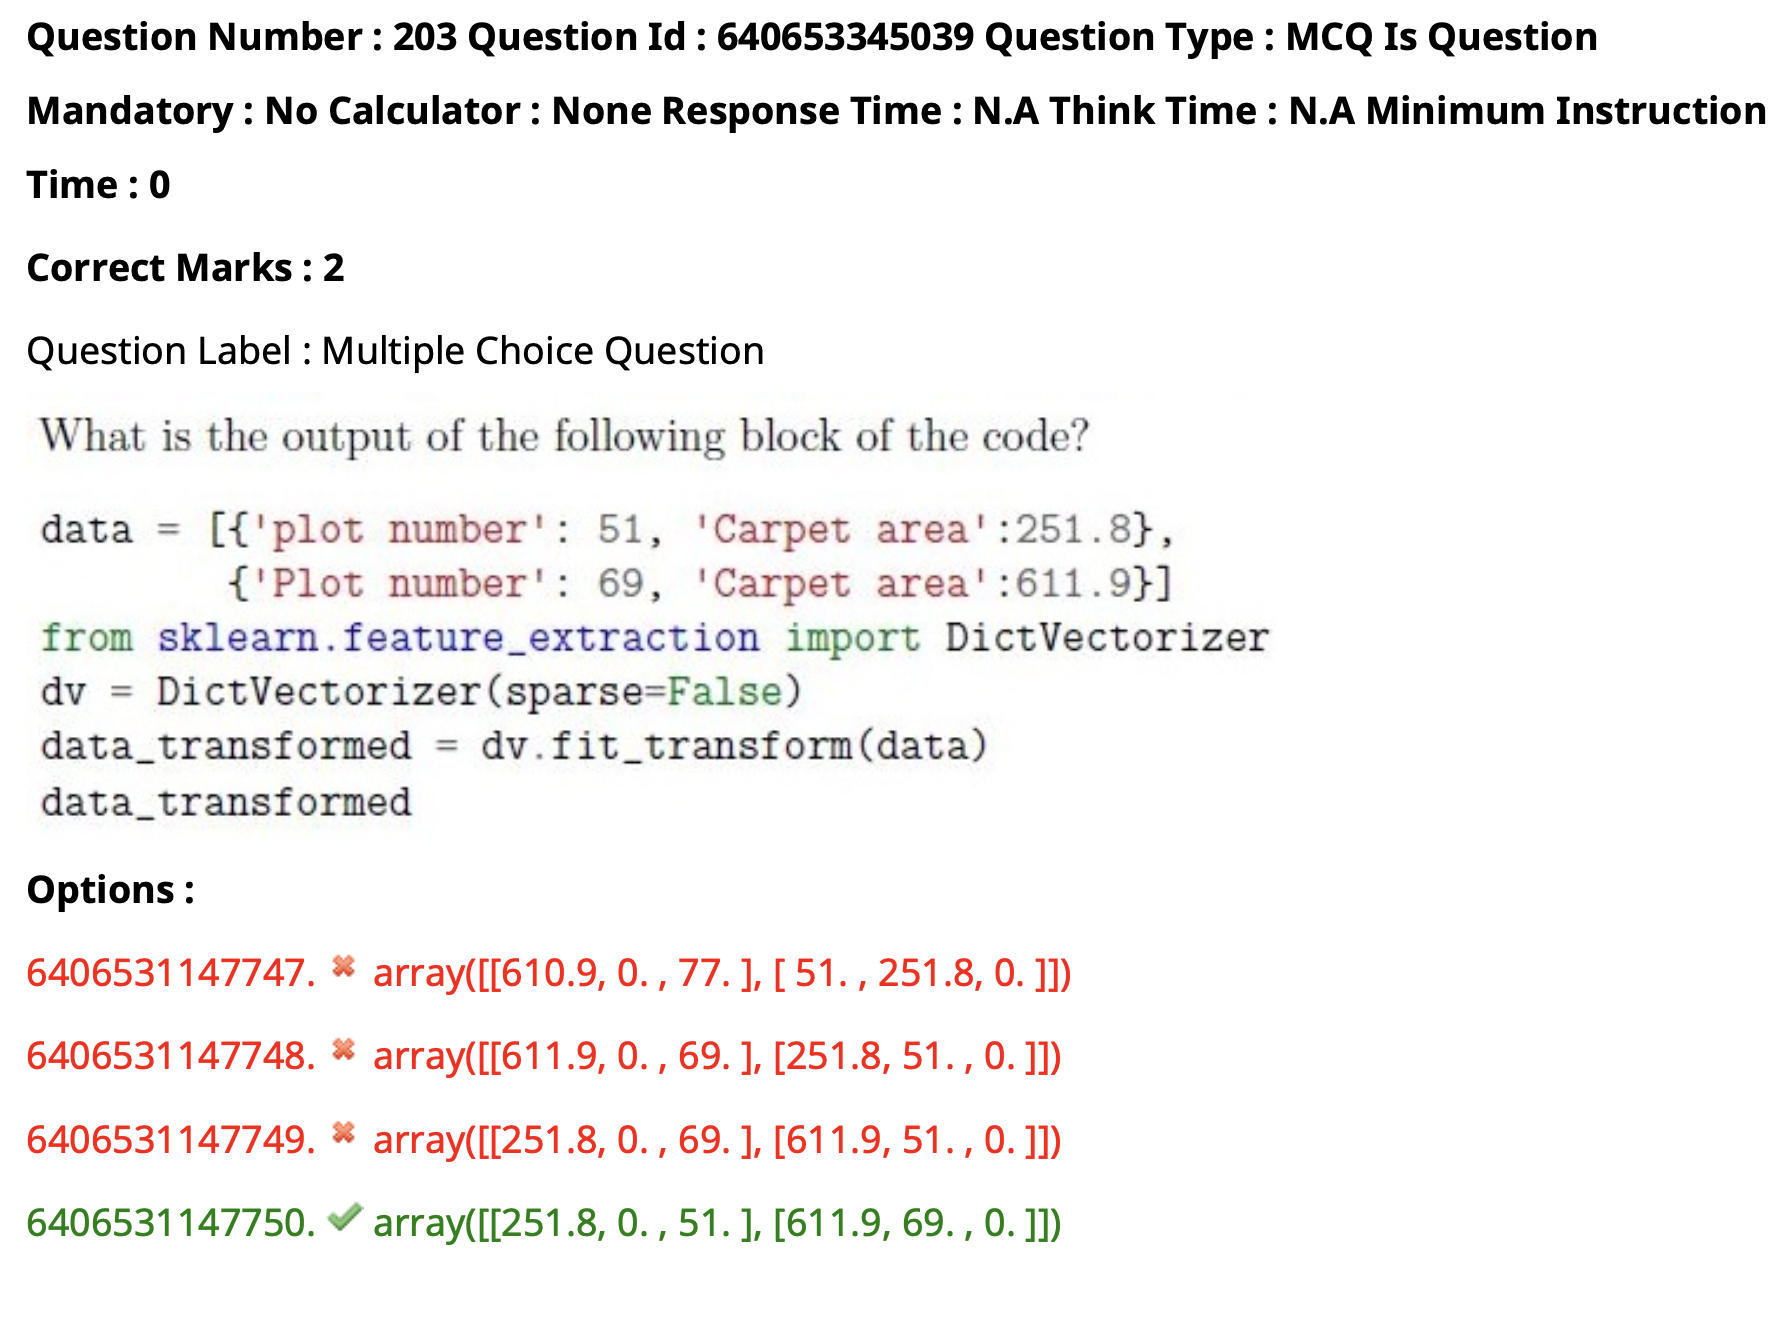 Question Number : 203 Question Id : 640653345039 Question Type : MCQ Is Question
Mandatory : No Calculator : None Response Time : N.A Think Time : N.A Minimum Instruction
Time : 0
Correct Marks : 2
Question Label : Multiple Choice Question
What is the output of the following block of the code?
data = [{'plot number': 51, 'Carpet area':251.8},
        {'Plot number': 69, 'Carpet area':611.9}]
from sklearn.feature_extraction import DictVectorizer
dv = DictVectorizer(sparse=False)
data_transformed = dv.fit_transform(data)
data_transformed
Options :
6406531147747. ✖ array([[610.9, 0. , 77. ], [ 51. , 251.8, 0. ]])
6406531147748. ✖ array([[611.9, 0. , 69. ], [251.8, 51. , 0. ]])
6406531147749. ✖ array([[251.8, 0. , 69. ], [611.9, 51. , 0. ]])
6406531147750. ✔ array([[251.8, 0. , 51. ], [611.9, 69. , 0. ]])